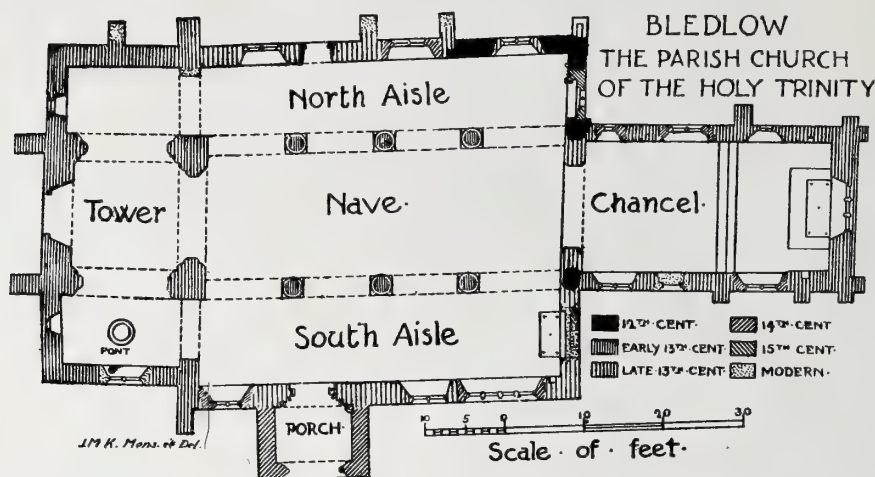 BLEDLOW
THE PARISH CHURCH
OF THE HOLY TRINITY
North Aisle
Tower
Nave·
Chancel·
South Aisle
FONT
PORCH
12TH·CENT.
EARLY 13TH·CENT.
LATE 13TH·CENT.
14TH·CENT
15TH CENT.
MODERN·
10 5 0 10 20 30
Scale · of · feet·
J.M K. Mens. et Del.